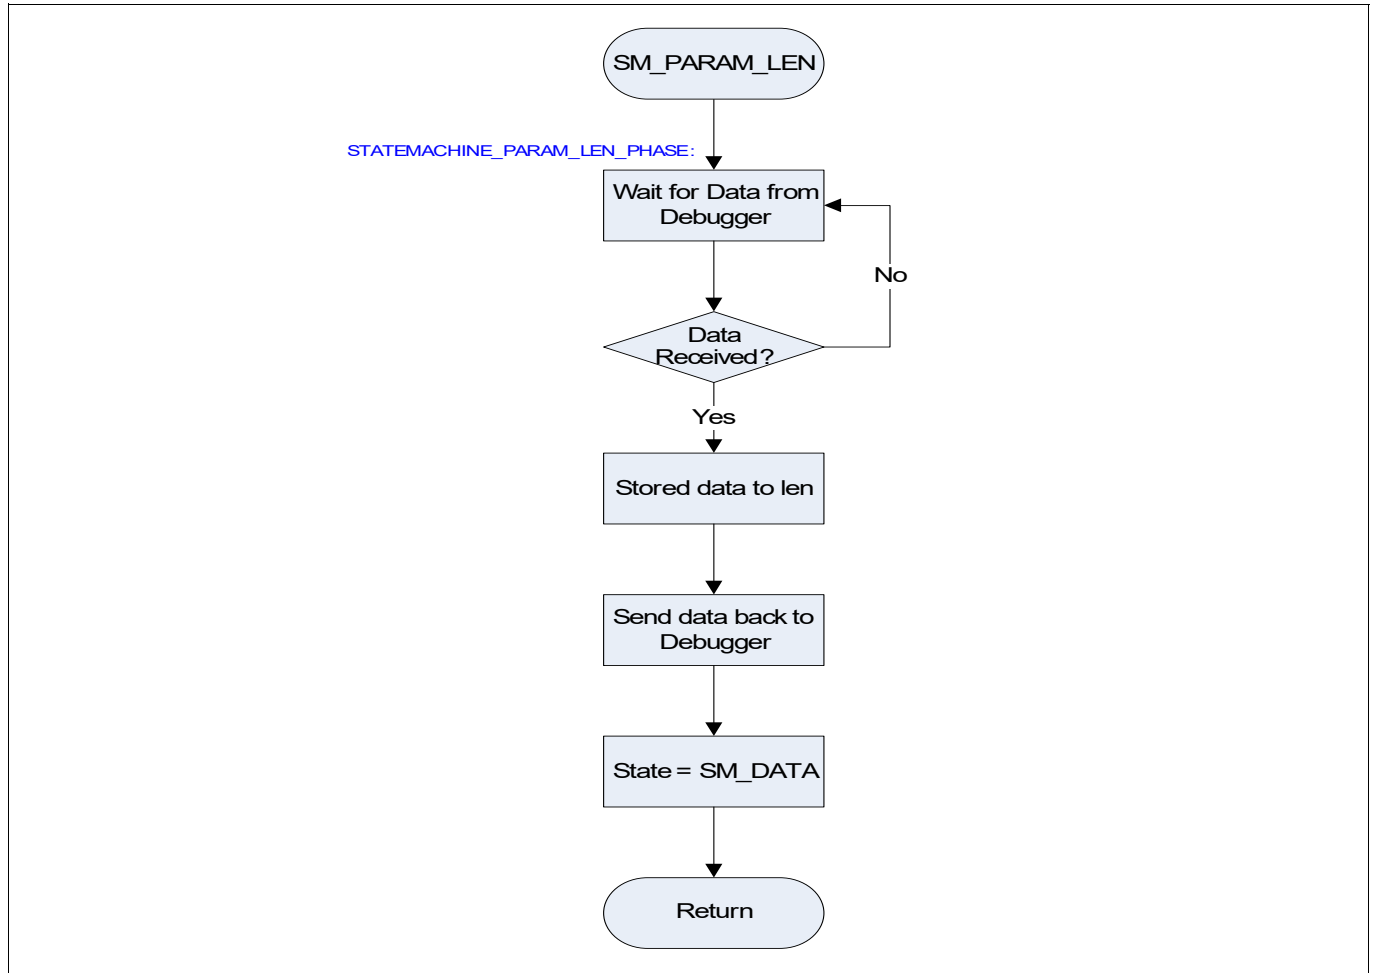 SM_PARAM_LEN
STATEMACHINE_PARAM_LEN_PHASE:
Wait for Data from
Debugger
No
Data
Received?
Yes
Stored data to len
Send data back to
Debugger
State = SM_DATA
Return